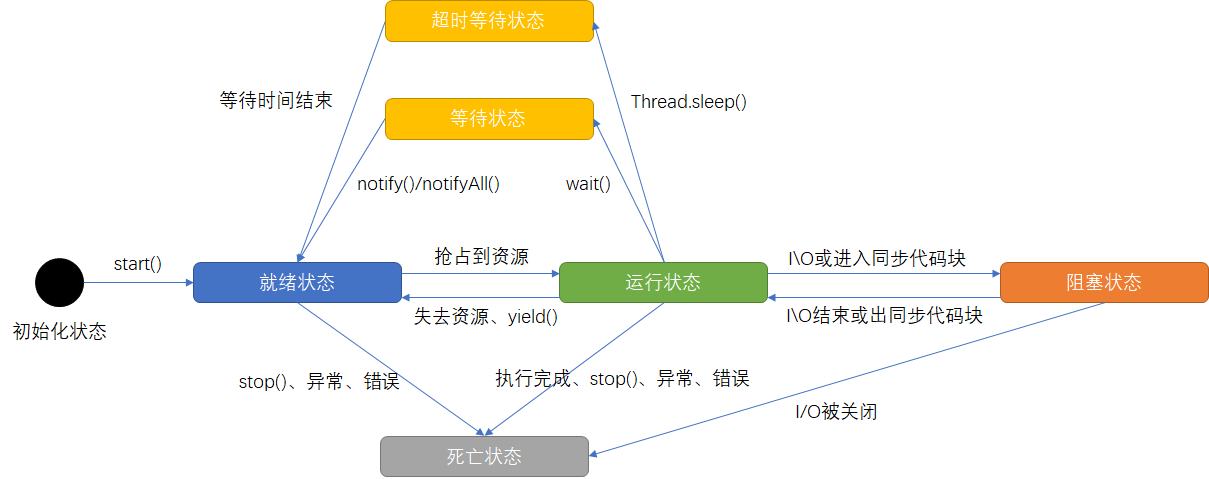 超时等待状态
等待时间结束
Thread.sleep()
等待状态
notify()/notifyAll()
wait()
start()
抢占到资源
I\O或进入同步代码块
就绪状态
运行状态
阻塞状态
初始化状态
失去资源、yield()
I\O结束或出同步代码块
stop()、异常、错误
执行完成、stop()、异常、错误
I/O被关闭
死亡状态